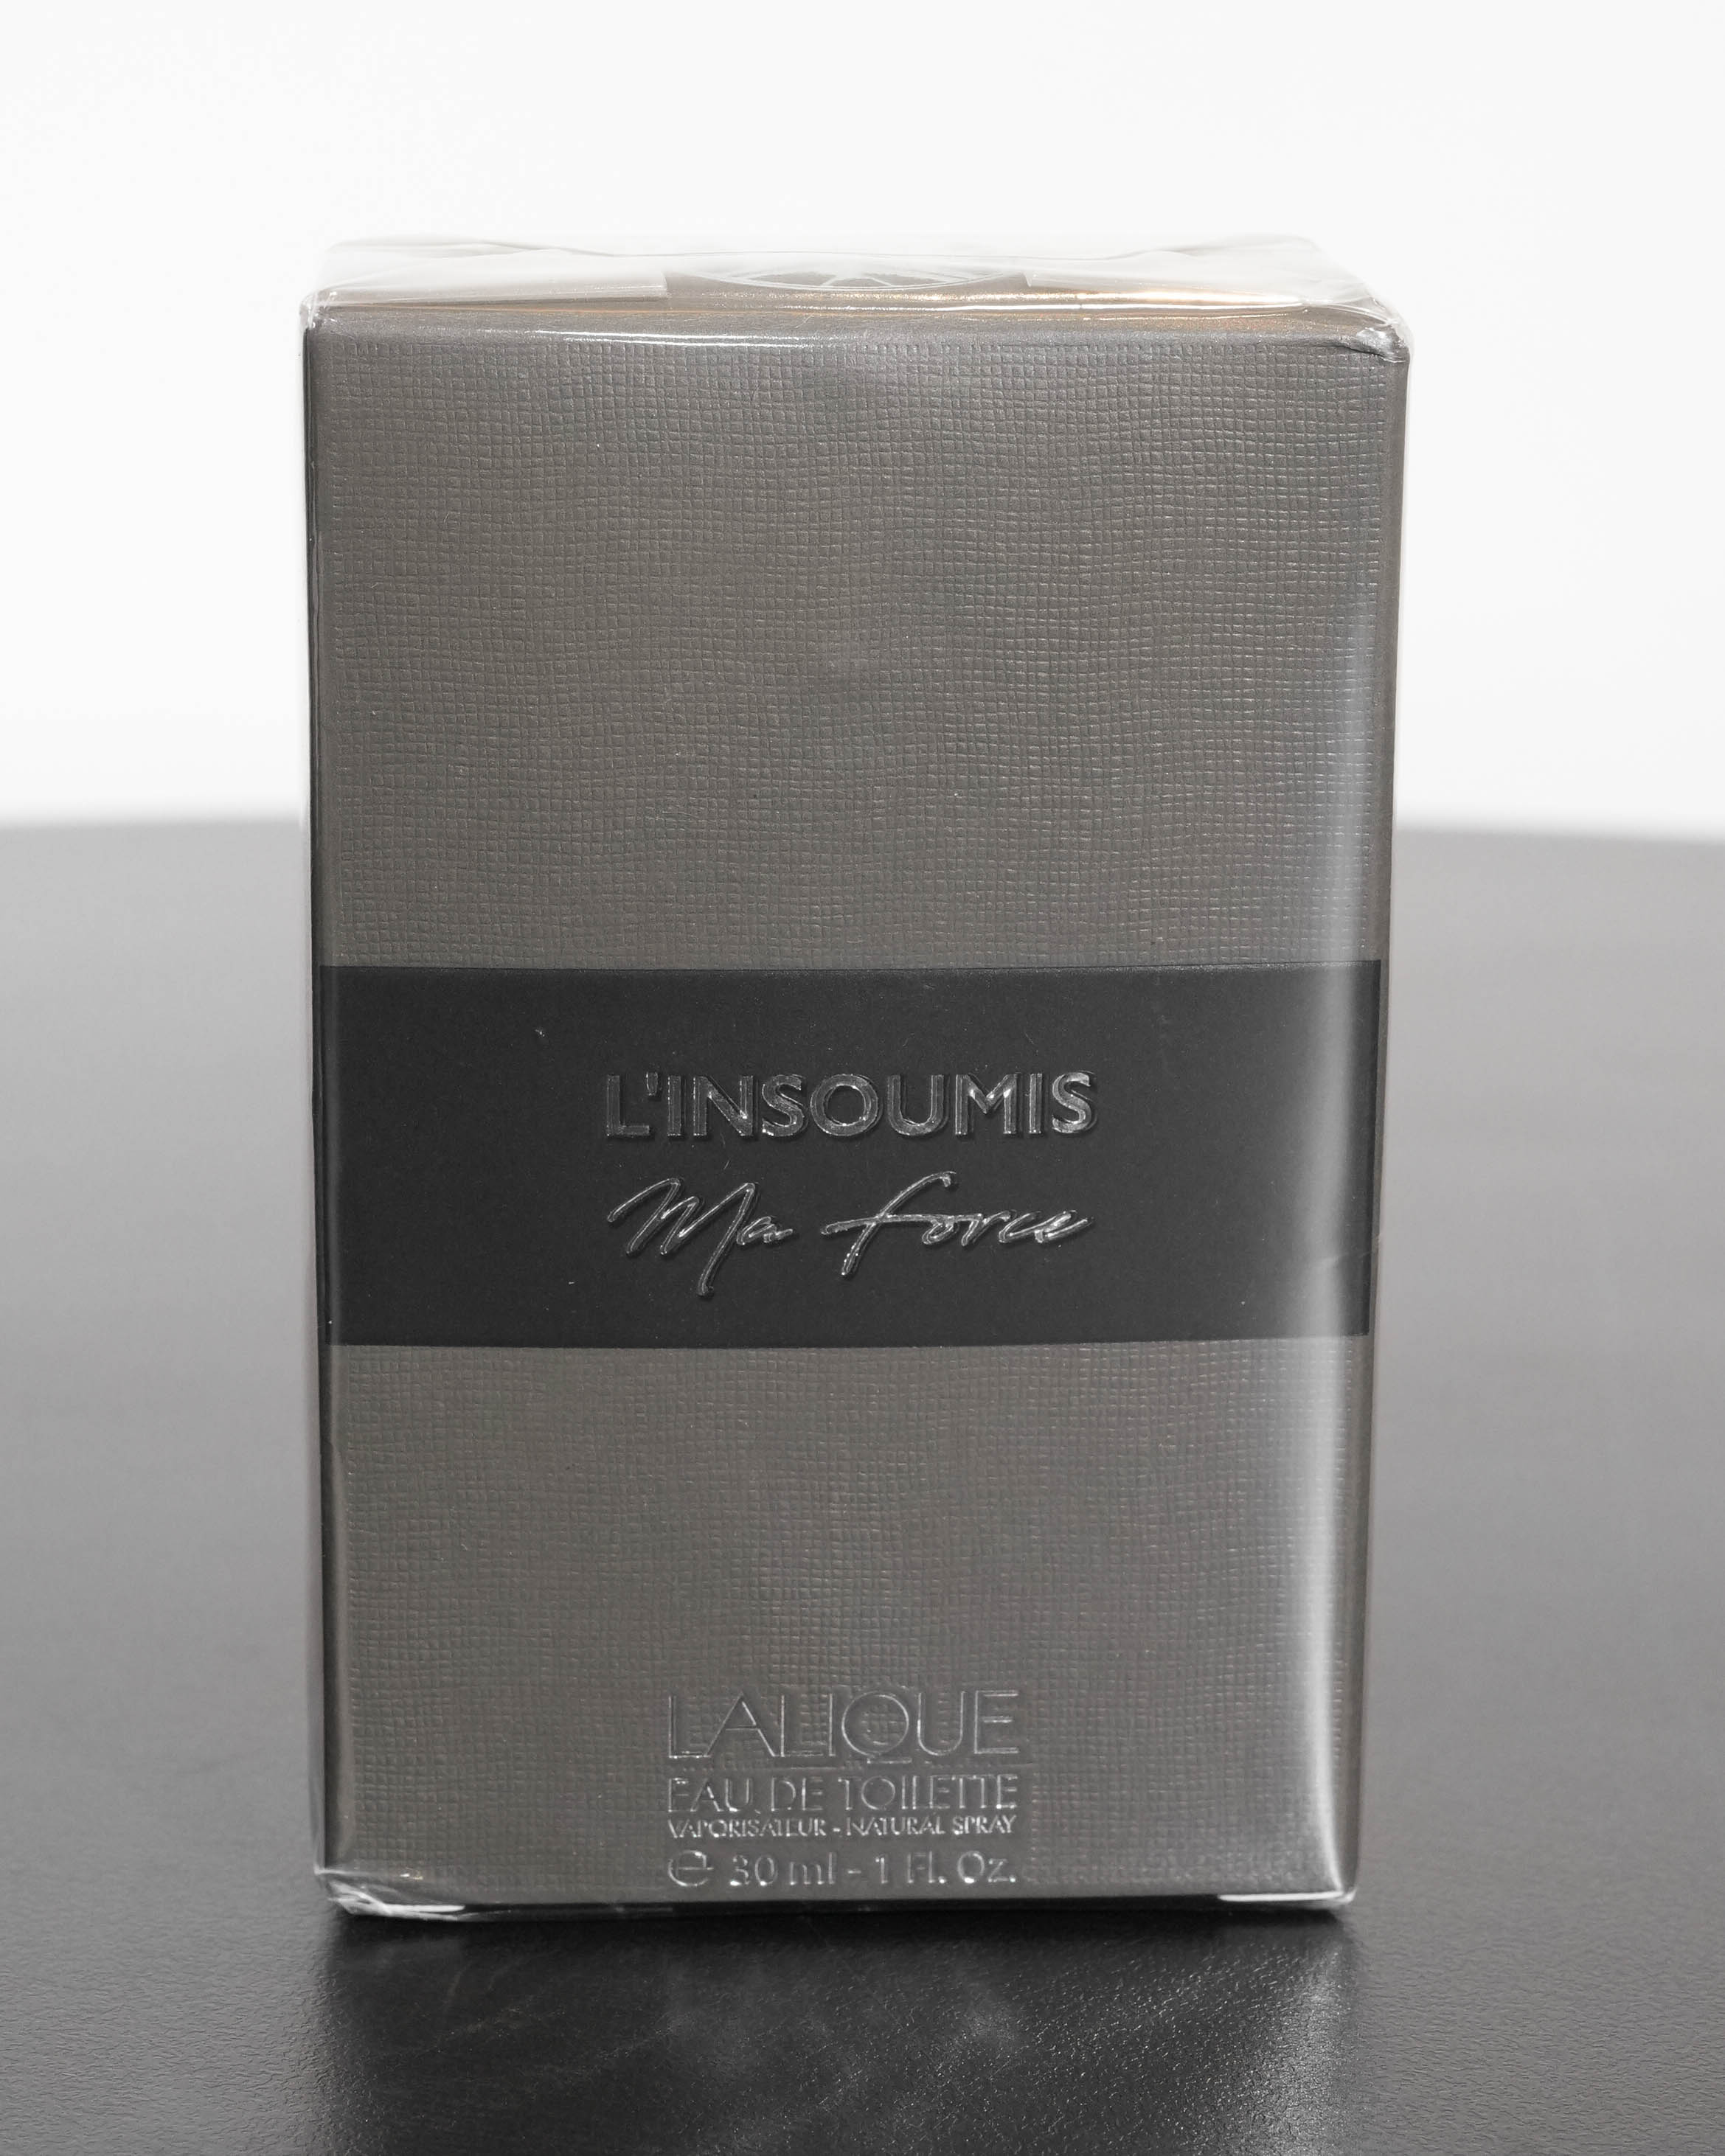 L'INSOUMIS
Ma force
LALIQUE
EAU DE TOILETTE
VAPORISATEUR - NATURAL SPRAY
℮ 30 ml - 1 Fl. Oz.